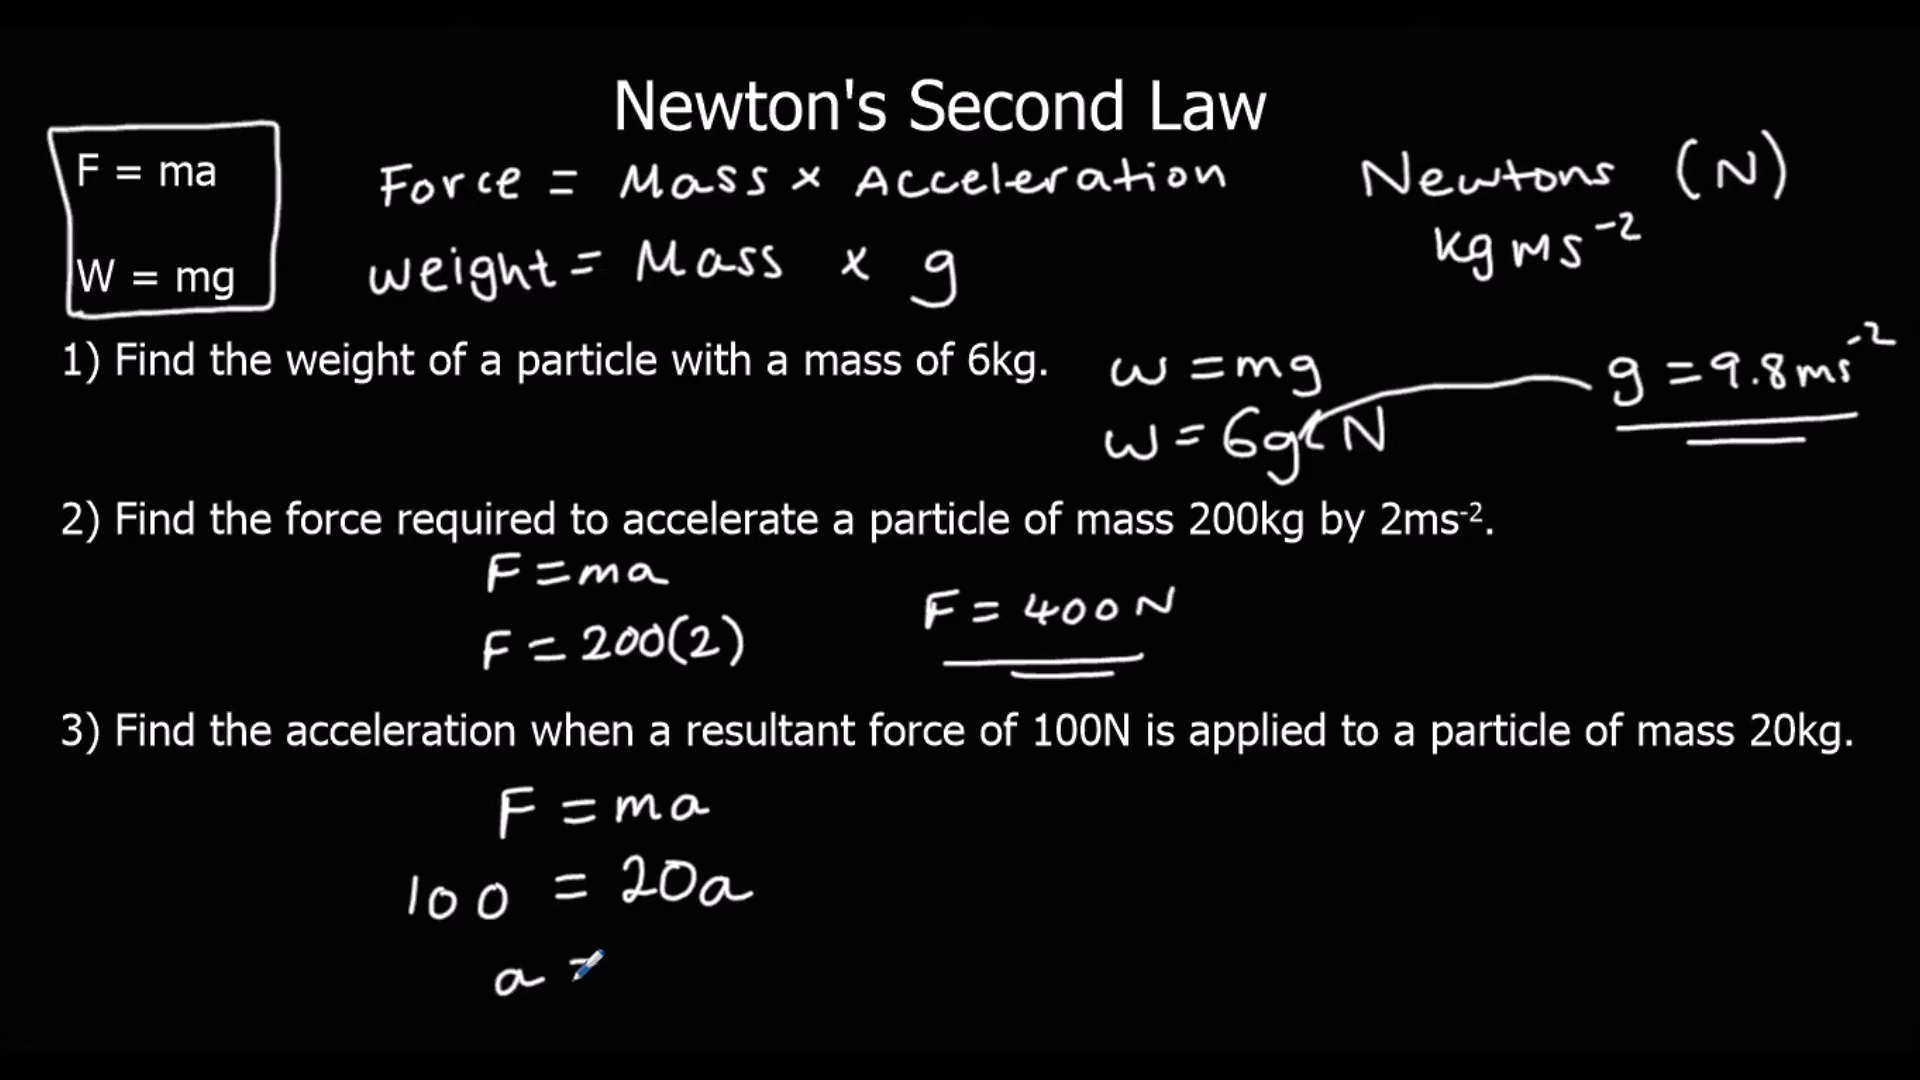 Newton's Second Law
F = ma
Force = Mass x Acceleration
Newtons (N)
W = mg
Weight = Mass x g
kgms⁻²
1) Find the weight of a particle with a mass of 6kg.
w = mg
g = 9.8ms⁻²
w = 6g N
2) Find the force required to accelerate a particle of mass 200kg by 2ms⁻².
F = ma
F = 200(2)
F = 400N
3) Find the acceleration when a resultant force of 100N is applied to a particle of mass 20kg.
F = ma
100 = 20a
a =